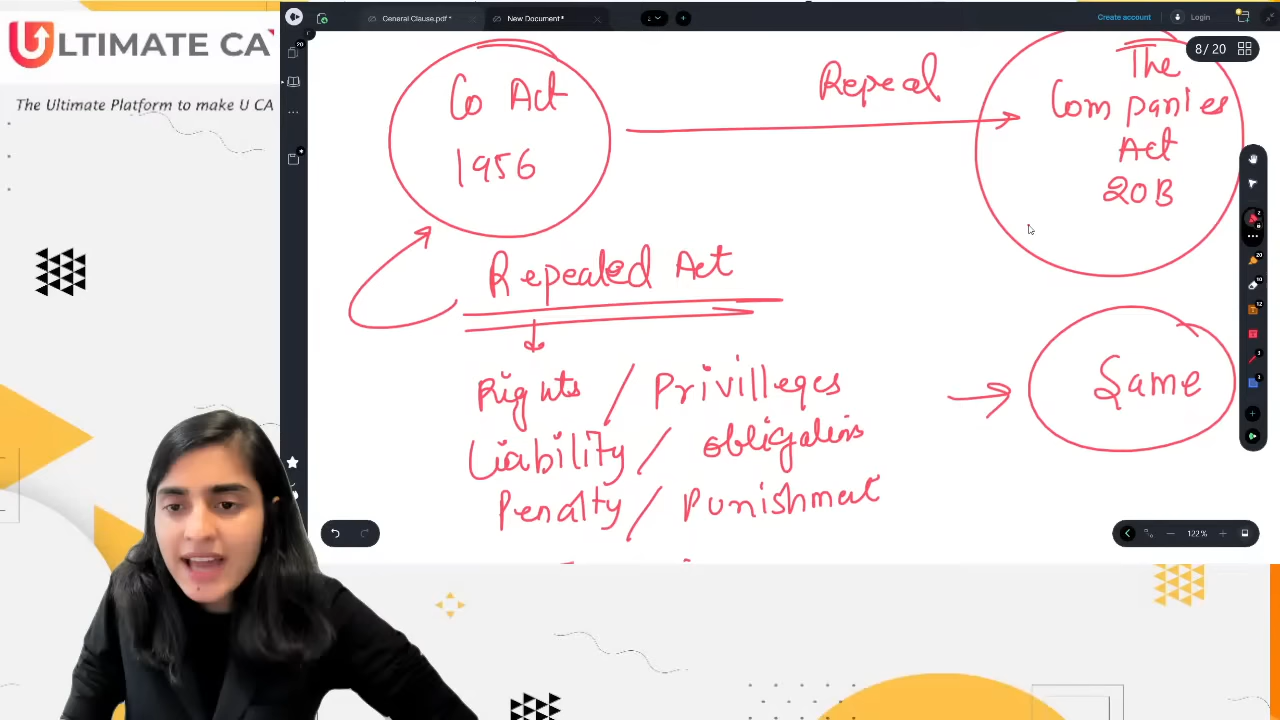 ULTIMATE CA
The Ultimate Platform to make U CA
General Clause.pdf *
New Document*
Create account
Login
8 / 20
Co Act
1956
Repeal
The
Companies
Act
2013
Repealed Act
Rights / Privilleges
Liability / obligations
Penalty / Punishment
Same
122%